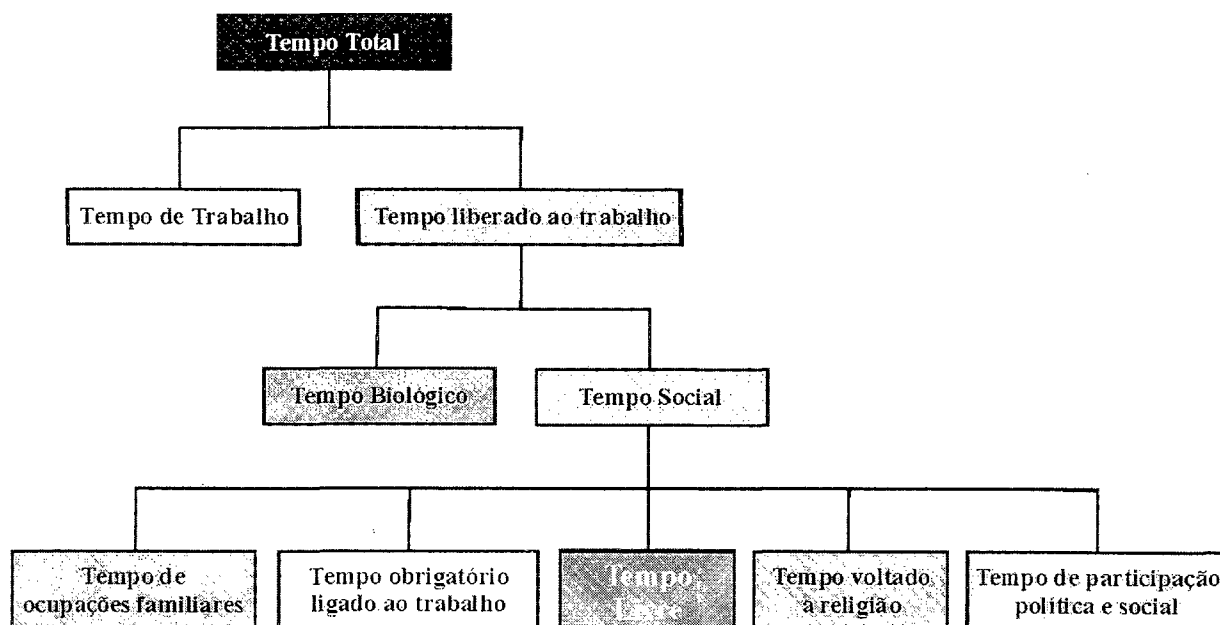 Tempo Total
Tempo de Trabalho
Tempo liberado ao trabalho
Tempo Biológico
Tempo Social
Tempo de
ocupações familiares
Tempo obrigatório
ligado ao trabalho
Tempo
Tempo voltado
a religião
Tempo de participação
política e social